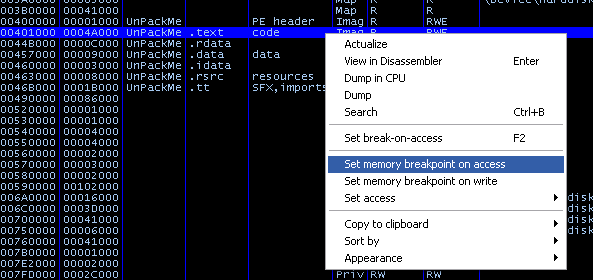 003B0000 Map R R \Device\Harddisk
003B0000 00041000 Map R R
00400000 00001000 UnPackMe PE header Imag R RWE
00401000 0004A000 UnPackMe .text code Imag R RWE
0044B000 0000C000 UnPackMe .rdata
00457000 00009000 UnPackMe .data data
00460000 00003000 UnPackMe .idata
00463000 00008000 UnPackMe .rsrc resources
0046B000 0001B000 UnPackMe .tt SFX,imports
00490000 00086000
00520000 00001000
00530000 00001000
00540000 00004000
00550000 00004000
00560000 00002000
00570000 00003000
00580000 00002000
00590000 00102000
006A0000 00016000 disk
006C0000 0003D000 disk
00700000 00041000 disk
00750000 00006000 disk
00760000 00041000
007B0000 00001000
007E0000 00002000
007F0000 0002C000 Priv RW RW
Actualize
View in Disassembler Enter
Dump in CPU
Dump
Search Ctrl+B
Set break-on-access F2
Set memory breakpoint on access
Set memory breakpoint on write
Set access
Copy to clipboard
Sort by
Appearance